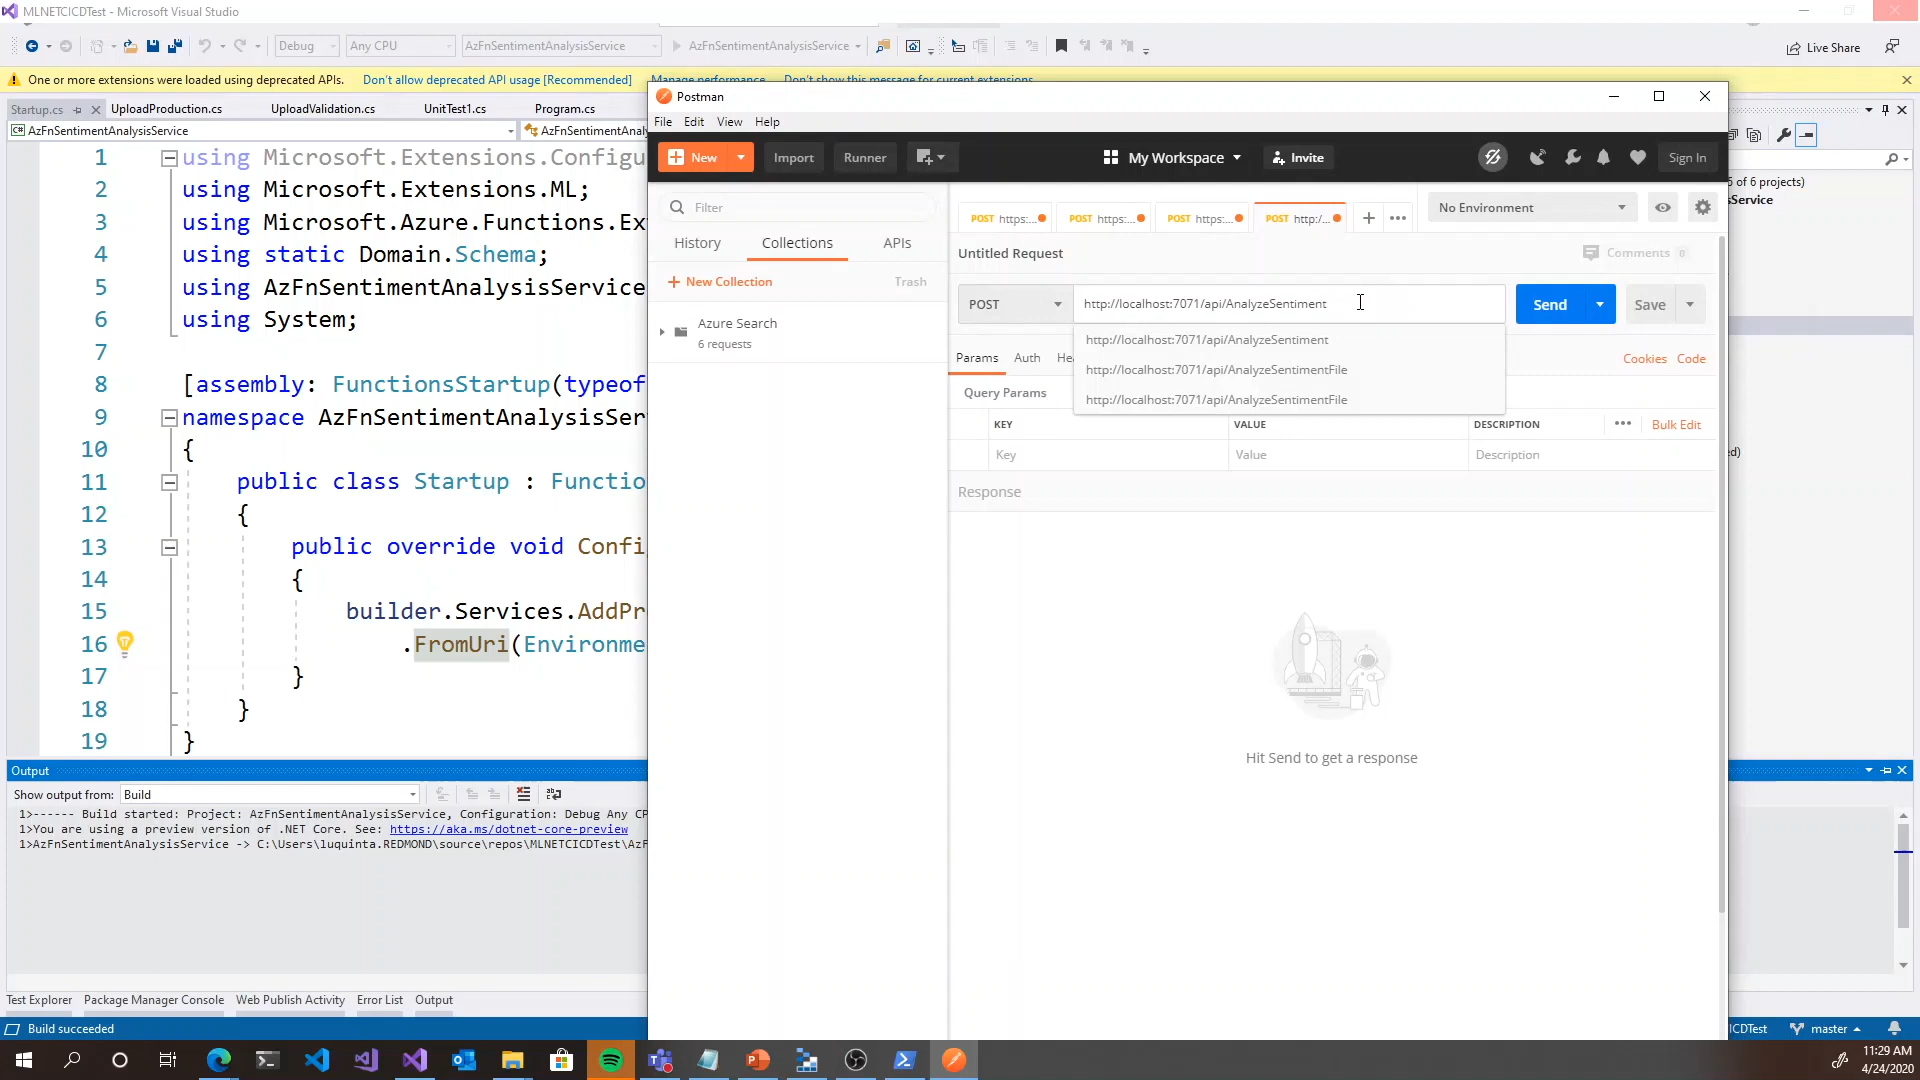 MLNETCICDTest - Microsoft Visual Studio
Debug Any CPU AzFnSentimentAnalysisService AzFnSentimentAnalysisService Live Share
One or more extensions were loaded using deprecated APIs. Don't allow deprecated API usage [Recommended] Manage performance Don't show this message for current extensions
Startup.cs UploadProduction.cs UploadValidation.cs UnitTest1.cs Program.cs
AzFnSentimentAnalysisService AzFnSentimentAnaly
1 using Microsoft.Extensions.Configu
2 using Microsoft.Extensions.ML;
3 using Microsoft.Azure.Functions.Ex
4 using static Domain.Schema;
5 using AzFnSentimentAnalysisService
6 using System;
7
8 [assembly: FunctionsStartup(typeof
9 namespace AzFnSentimentAnalysisSer
10 {
11 public class Startup : Functio
12 {
13 public override void Confi
14 {
15 builder.Services.AddPr
16 .FromUri(Environme
17 }
18 }
19 }
Output
Show output from: Build
1>------ Build started: Project: AzFnSentimentAnalysisService, Configuration: Debug Any CP
1>You are using a preview version of .NET Core. See: https://aka.ms/dotnet-core-preview
1>AzFnSentimentAnalysisService -> C:\Users\luquinta.REDMOND\source\repos\MLNETCICDTest\AzF
Test Explorer Package Manager Console Web Publish Activity Error List Output
Build succeeded
Postman
File Edit View Help
New Import Runner My Workspace Invite Sign In
Filter
History Collections APIs
New Collection Trash
Azure Search
6 requests
POST https:... POST https:... POST https:... POST http:/... No Environment
Untitled Request Comments 0
POST http://localhost:7071/api/AnalyzeSentiment Send Save
http://localhost:7071/api/AnalyzeSentiment
http://localhost:7071/api/AnalyzeSentimentFile
http://localhost:7071/api/AnalyzeSentimentFile
Params Auth He Cookies Code
Query Params
KEY VALUE DESCRIPTION Bulk Edit
Key Value Description
Response
Hit Send to get a response
of 6 projects)
sService
ed)
ICDTest master
11:29 AM
4/24/2020